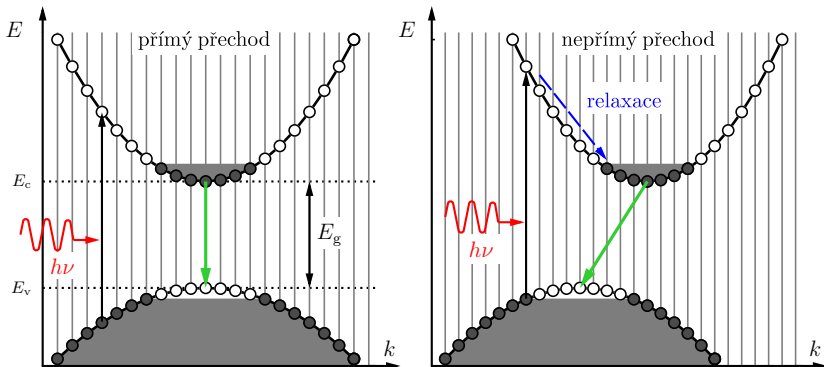 E
přímý přechod
E_c
E_g
hν
E_v
k
E
nepřímý přechod
relaxace
hν
k